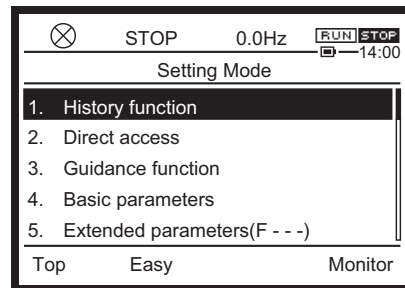 STOP 0.0Hz RUN STOP
14:00
Setting Mode
1. History function
2. Direct access
3. Guidance function
4. Basic parameters
5. Extended parameters(F - - -)
Top Easy Monitor